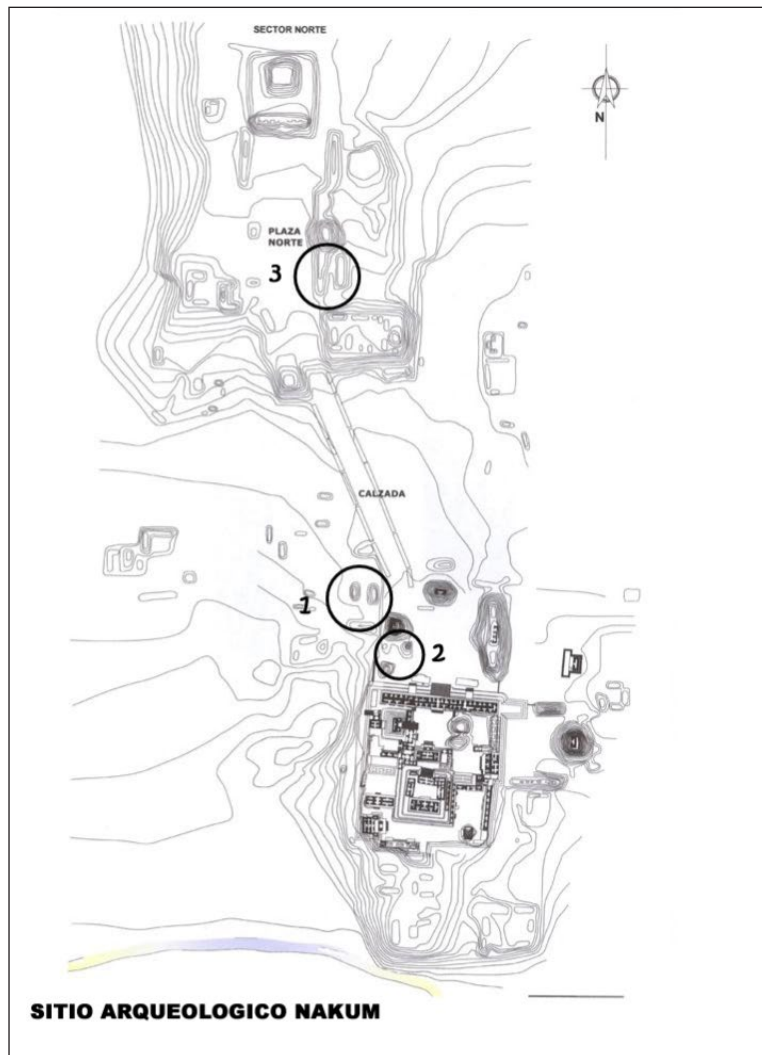 SECTOR NORTE
N
PLAZA
NORTE
3
CALZADA
1
2
SITIO ARQUEOLOGICO NAKUM